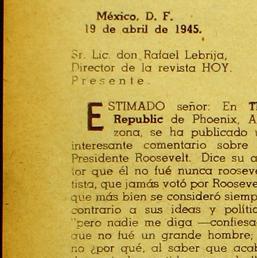 México, D. F.
19 de abril de 1945.
Sr. Lic. don Rafael Lebrija,
Director de la revista HOY.
Presente.
ESTIMADO señor: En T
Republic de Phoenix, A
zona, se ha publicado u
interesante comentario sobre
Presidente Roosevelt. Dice su a
tor que él no fué nunca roosev
tista, que jamás votó por Roosev
que más bien se consideró siemp
contrario a sus ideas y polític
"pero nadie me diga —confiesa
que no fué un grande hombre;
no ¿por qué, al saber que acab